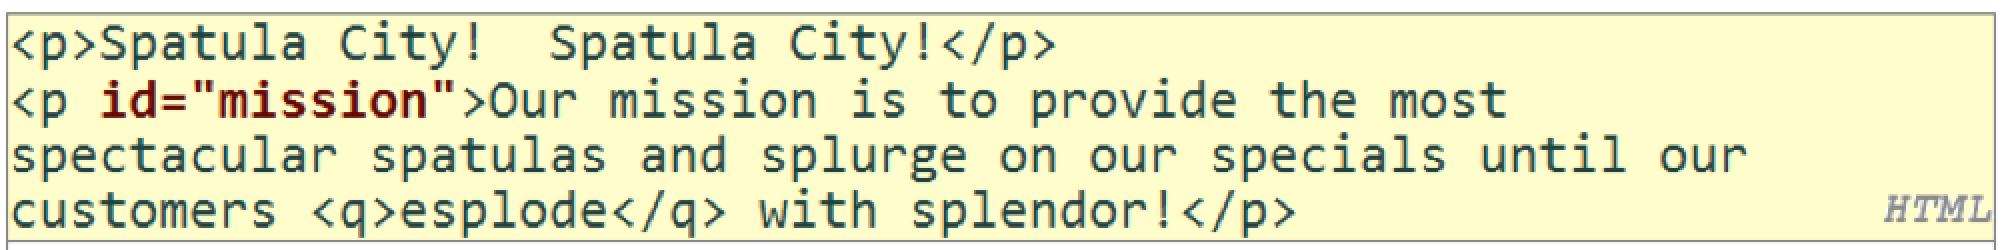 <p>Spatula City!  Spatula City!</p>
<p id="mission">Our mission is to provide the most
spectacular spatulas and splurge on our specials until our
customers <q>esplode</q> with splendor!</p>
HTML